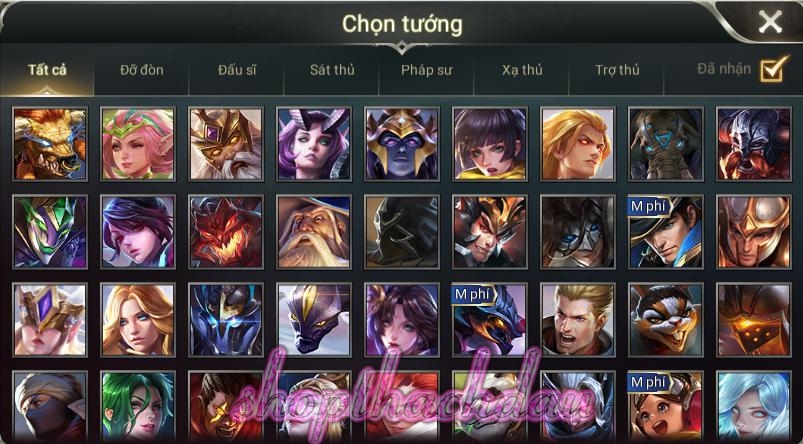 Chọn tướng
Tất cả Đỡ đòn Đấu sĩ Sát thủ Pháp sư Xạ thủ Trợ thủ Đã nhận
M phí
M phí
M phí
shopthachdau